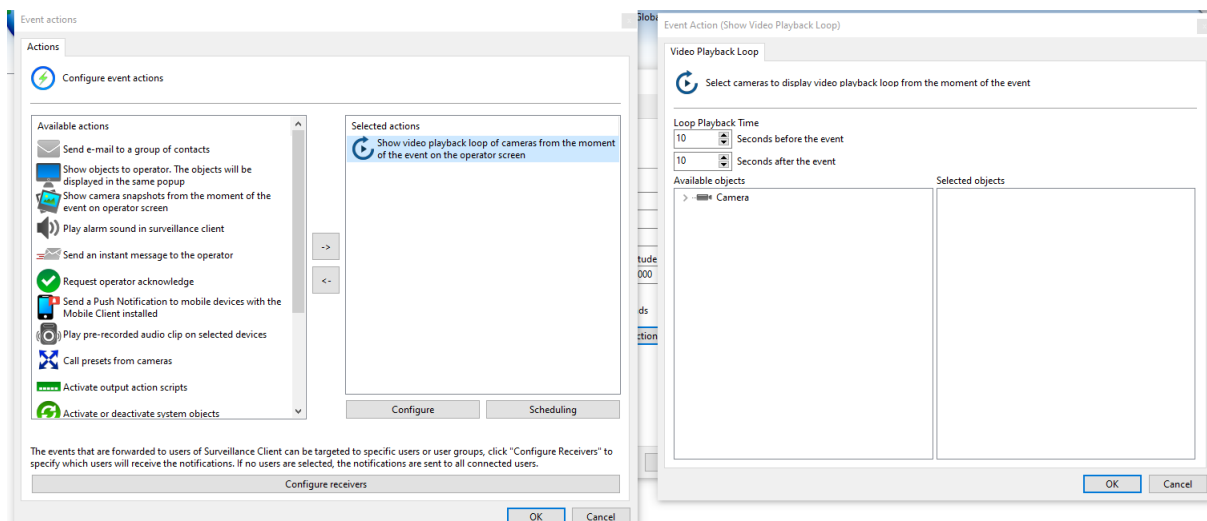 Event actions
Actions
Configure event actions
Available actions
Send e-mail to a group of contacts
Show objects to operator. The objects will be
displayed in the same popup
Show camera snapshots from the moment of the
event on operator screen
Play alarm sound in surveillance client
Send an instant message to the operator
Request operator acknowledge
Send a Push Notification to mobile devices with the
Mobile Client installed
Play pre-recorded audio clip on selected devices
Call presets from cameras
Activate output action scripts
Activate or deactivate system objects
->
<-
Selected actions
Show video playback loop of cameras from the moment
of the event on the operator screen
Configure
Scheduling
The events that are forwarded to users of Surveillance Client can be targeted to specific users or user groups, click "Configure Receivers" to
specify which users will receive the notifications. If no users are selected, the notifications are sent to all connected users.
Configure receivers
OK
Cancel
Globa
tude
000
ds
ction
Event Action (Show Video Playback Loop)
Video Playback Loop
Select cameras to display video playback loop from the moment of the event
Loop Playback Time
10
Seconds before the event
10
Seconds after the event
Available objects
Camera
Selected objects
OK
Cancel